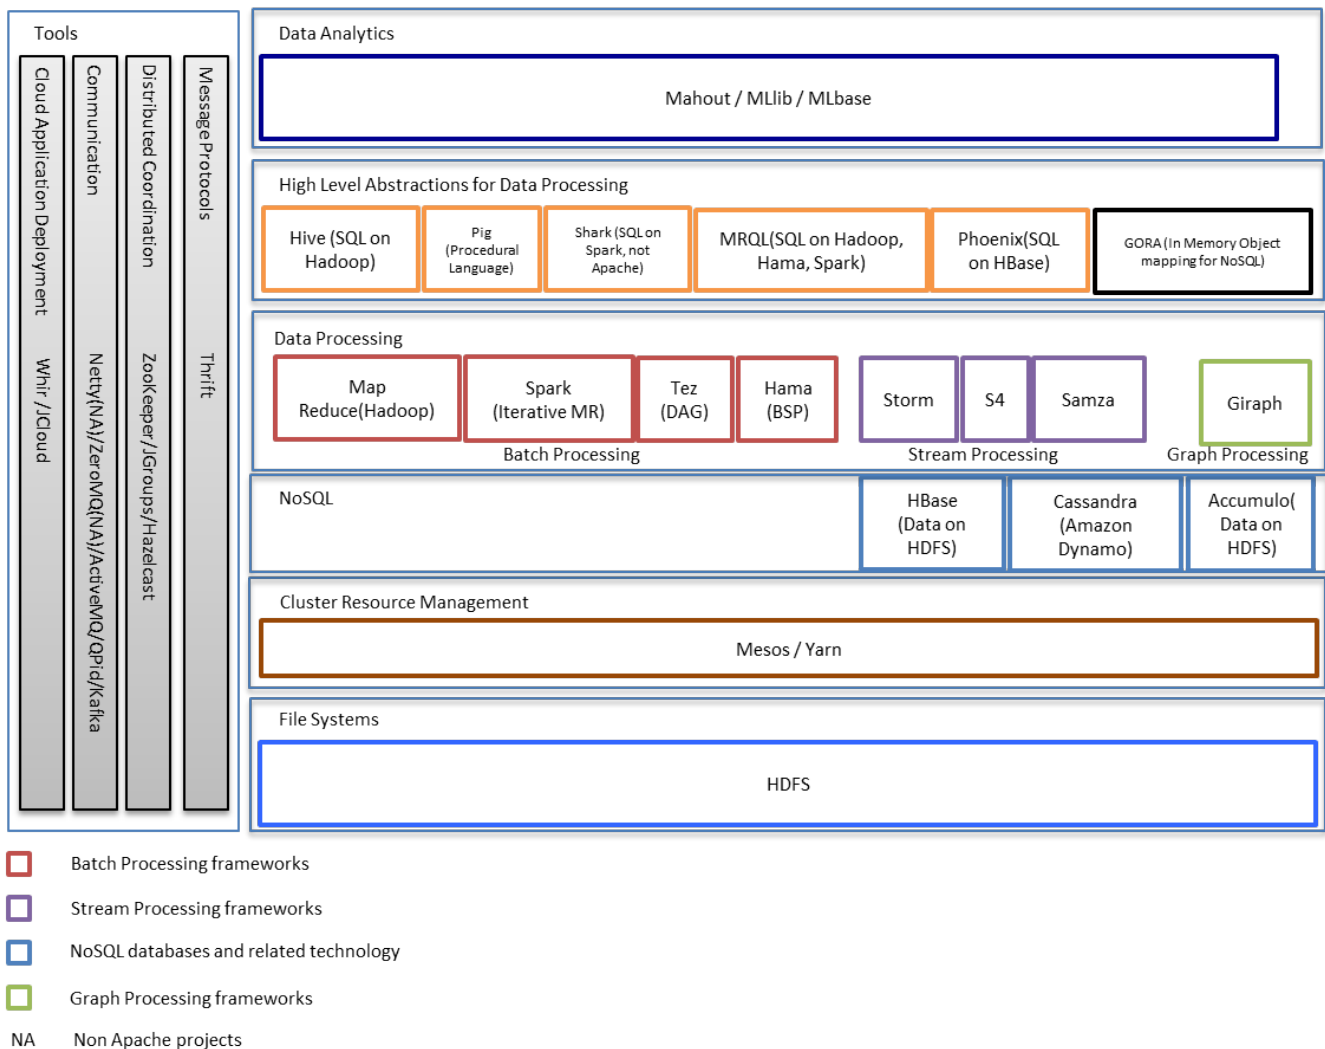 Tools
Cloud Application Deployment Whir /JCloud
Communication Netty(NA)/ZeroMQ(NA)/ActiveMQ/QPid/Kafka
Distributed Coordination ZooKeeper/JGroups/Hazelcast
Message Protocols Thrift
Data Analytics
Mahout / MLlib / MLbase
High Level Abstractions for Data Processing
Hive (SQL on
Hadoop)
Pig
(Procedural
Language)
Shark (SQL on
Spark, not
Apache)
MRQL(SQL on Hadoop,
Hama, Spark)
Phoenix(SQL
on HBase)
GORA (In Memory Object
mapping for NoSQL)
Data Processing
Map
Reduce(Hadoop)
Spark
(Iterative MR)
Tez
(DAG)
Hama
(BSP)
Storm
S4
Samza
Giraph
Batch Processing
Stream Processing
Graph Processing
NoSQL
HBase
(Data on
HDFS)
Cassandra
(Amazon
Dynamo)
Accumulo(
Data on
HDFS)
Cluster Resource Management
Mesos / Yarn
File Systems
HDFS
Batch Processing frameworks
Stream Processing frameworks
NoSQL databases and related technology
Graph Processing frameworks
NA Non Apache projects